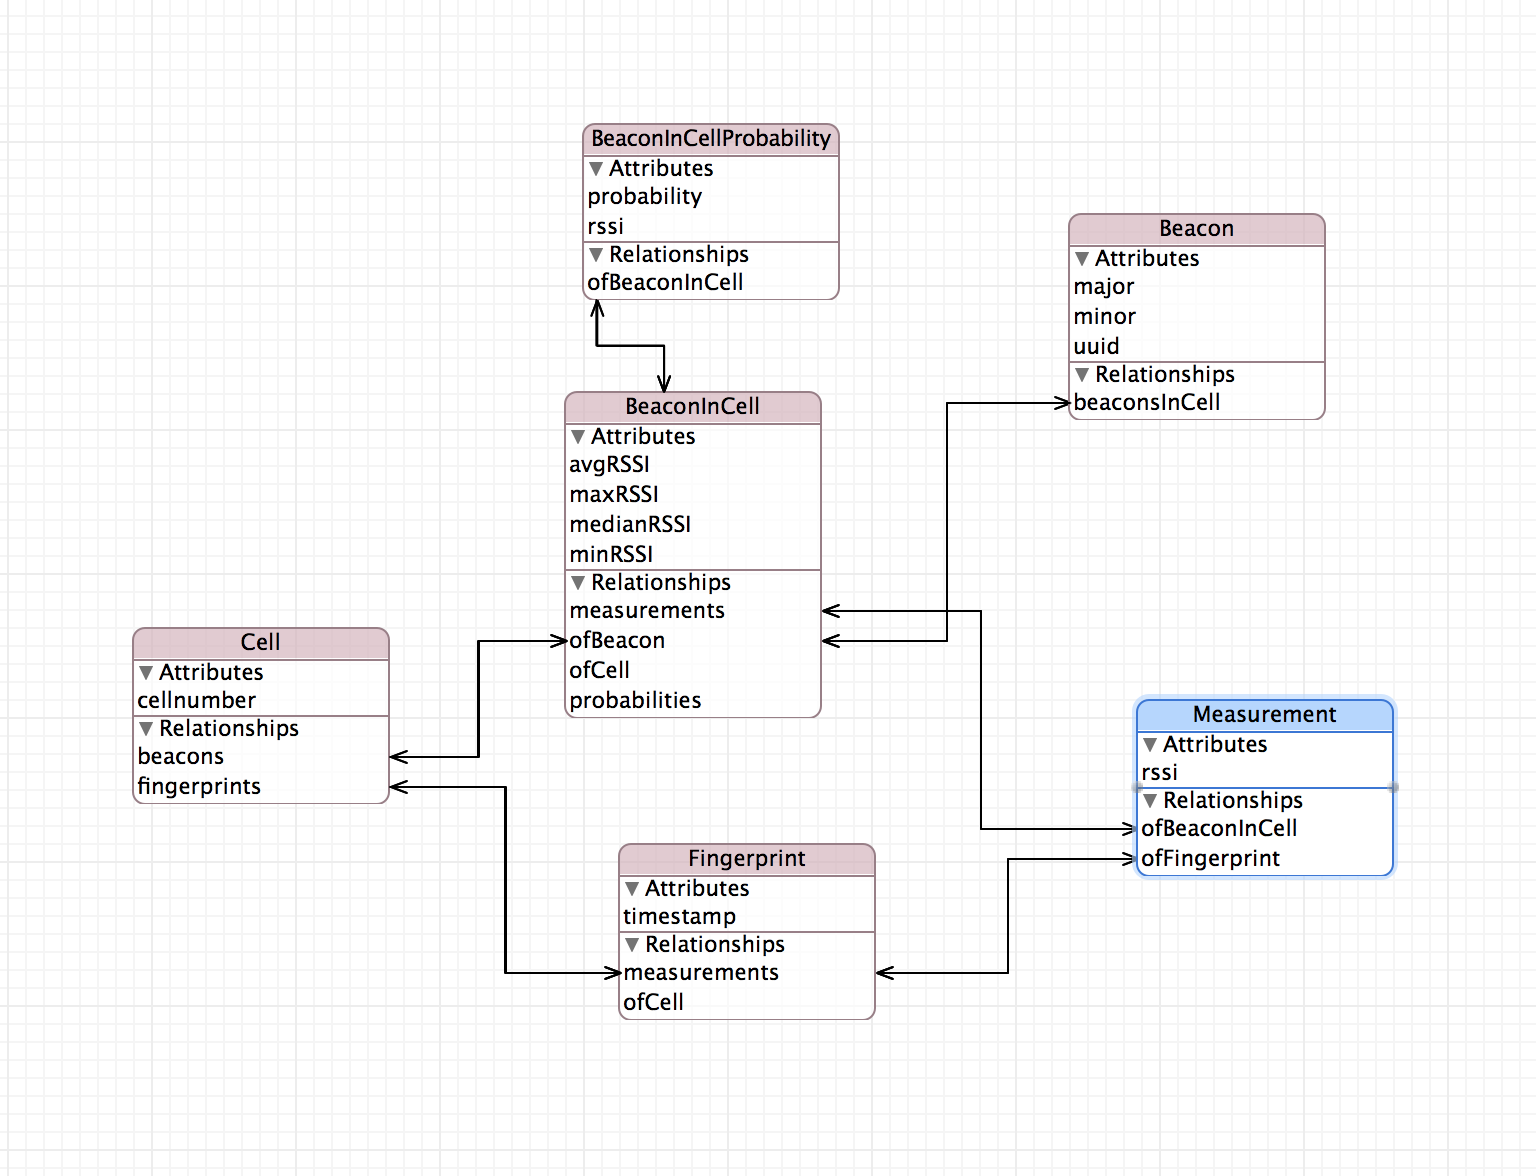 BeaconInCellProbability
Attributes
probability
rssi
Relationships
ofBeaconInCell
Beacon
Attributes
major
minor
uuid
Relationships
beaconsInCell
BeaconInCell
Attributes
avgRSSI
maxRSSI
medianRSSI
minRSSI
Relationships
measurements
ofBeacon
ofCell
probabilities
Cell
Attributes
cellnumber
Relationships
beacons
fingerprints
Measurement
Attributes
rssi
Relationships
ofBeaconInCell
ofFingerprint
Fingerprint
Attributes
timestamp
Relationships
measurements
ofCell